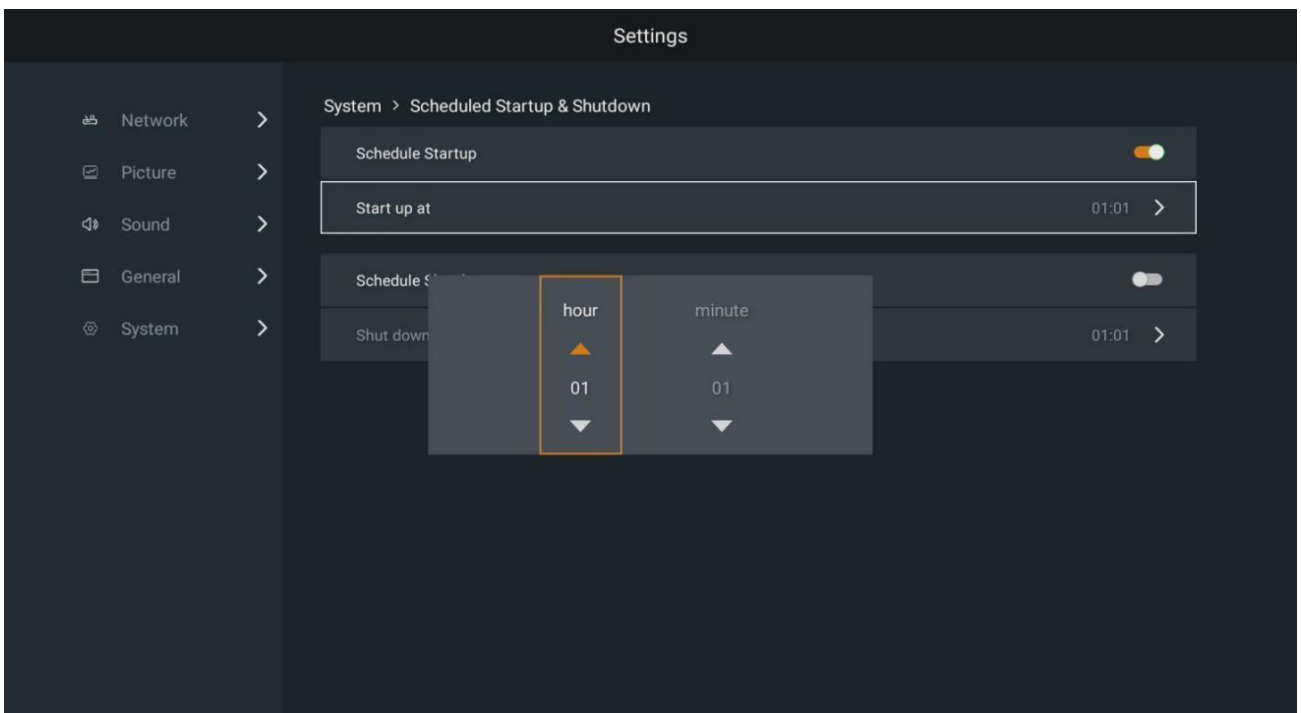 Settings
Network
Picture
Sound
General
System
System > Scheduled Startup & Shutdown
Schedule Startup
Start up at 01:01
Schedule
Shut down 01:01
hour minute
01 01